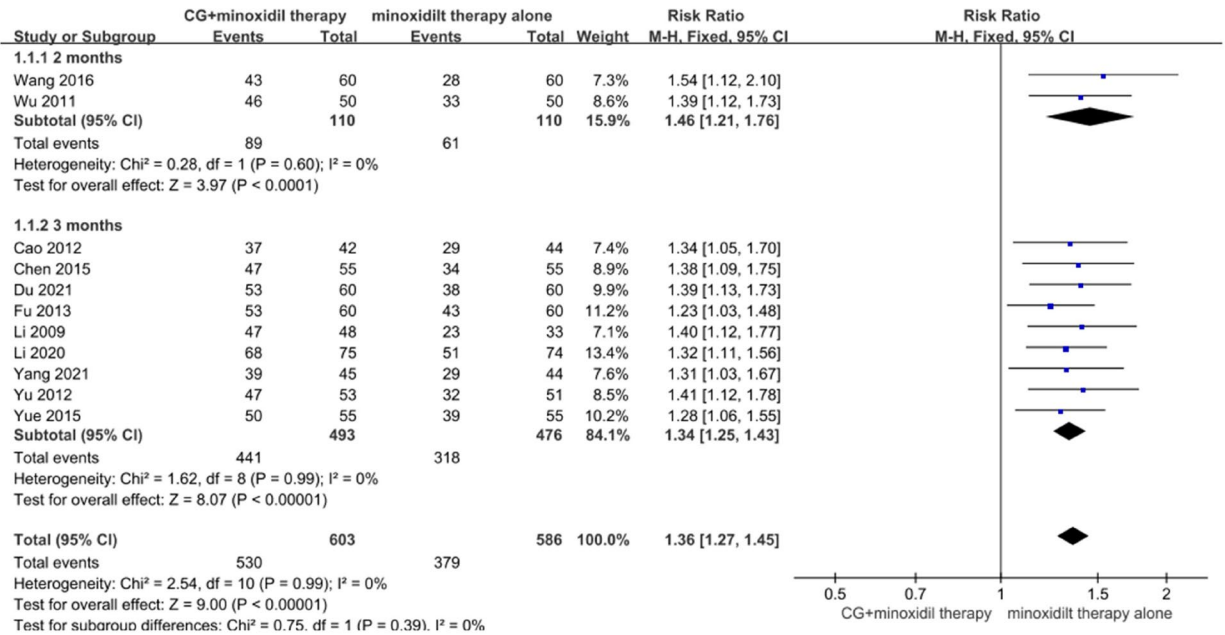 CG+minoxidil therapy minoxidilt therapy alone Risk Ratio Risk Ratio
Study or Subgroup Events Total Events Total Weight M-H, Fixed, 95% CI M-H, Fixed, 95% CI
1.1.1 2 months
Wang 2016 43 60 28 60 7.3% 1.54 [1.12, 2.10]
Wu 2011 46 50 33 50 8.6% 1.39 [1.12, 1.73]
Subtotal (95% CI) 110 110 15.9% 1.46 [1.21, 1.76]
Total events 89 61
Heterogeneity: Chi² = 0.28, df = 1 (P = 0.60); I² = 0%
Test for overall effect: Z = 3.97 (P < 0.0001)
1.1.2 3 months
Cao 2012 37 42 29 44 7.4% 1.34 [1.05, 1.70]
Chen 2015 47 55 34 55 8.9% 1.38 [1.09, 1.75]
Du 2021 53 60 38 60 9.9% 1.39 [1.13, 1.73]
Fu 2013 53 60 43 60 11.2% 1.23 [1.03, 1.48]
Li 2009 47 48 23 33 7.1% 1.40 [1.12, 1.77]
Li 2020 68 75 51 74 13.4% 1.32 [1.11, 1.56]
Yang 2021 39 45 29 44 7.6% 1.31 [1.03, 1.67]
Yu 2012 47 53 32 51 8.5% 1.41 [1.12, 1.78]
Yue 2015 50 55 39 55 10.2% 1.28 [1.06, 1.55]
Subtotal (95% CI) 493 476 84.1% 1.34 [1.25, 1.43]
Total events 441 318
Heterogeneity: Chi² = 1.62, df = 8 (P = 0.99); I² = 0%
Test for overall effect: Z = 8.07 (P < 0.00001)
Total (95% CI) 603 586 100.0% 1.36 [1.27, 1.45]
Total events 530 379
Heterogeneity: Chi² = 2.54, df = 10 (P = 0.99); I² = 0%
Test for overall effect: Z = 9.00 (P < 0.00001)
Test for subgroup differences: Chi² = 0.75, df = 1 (P = 0.39), I² = 0%
0.5 0.7 1 1.5 2
CG+minoxidil therapy minoxidilt therapy alone